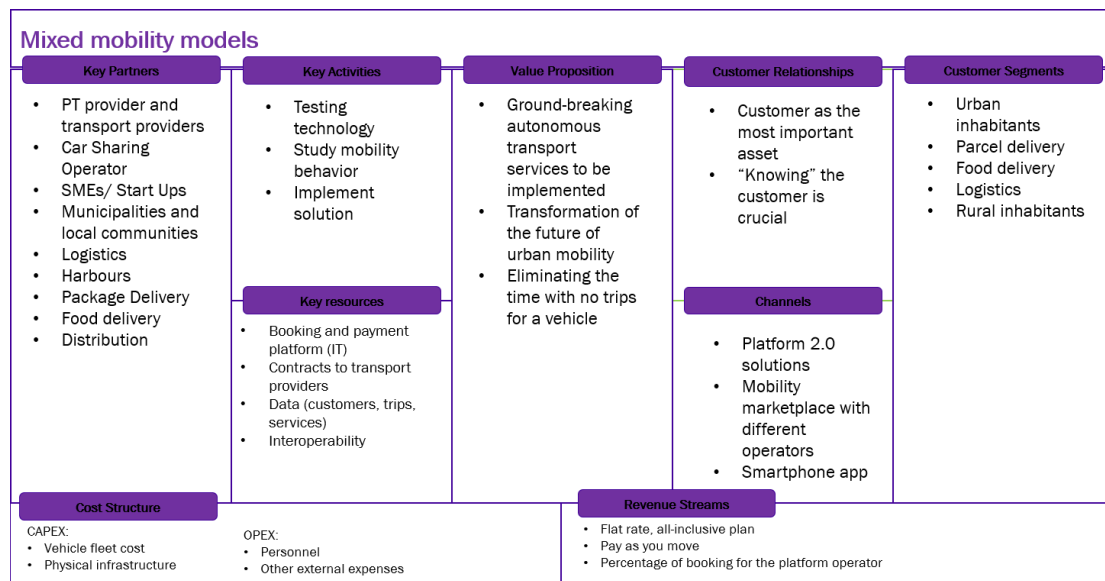 Mixed mobility models
Key Partners
• PT provider and
transport providers
• Car Sharing
Operator
• SMEs/ Start Ups
• Municipalities and
local communities
• Logistics
• Harbours
• Package Delivery
• Food delivery
• Distribution
Key Activities
• Testing
technology
• Study mobility
behavior
• Implement
solution
Key resources
• Booking and payment
platform (IT)
• Contracts to transport
providers
• Data (customers, trips,
services)
• Interoperability
Value Proposition
• Ground-breaking
autonomous
transport
services to be
implemented
• Transformation of
the future of
urban mobility
• Eliminating the
time with no trips
for a vehicle
Customer Relationships
• Customer as the
most important
asset
• “Knowing” the
customer is
crucial
Channels
• Platform 2.0
solutions
• Mobility
marketplace with
different
operators
• Smartphone app
Customer Segments
• Urban
inhabitants
• Parcel delivery
• Food delivery
• Logistics
• Rural inhabitants
Cost Structure
CAPEX:
• Vehicle fleet cost
• Physical infrastructure
OPEX:
• Personnel
• Other external expenses
Revenue Streams
• Flat rate, all-inclusive plan
• Pay as you move
• Percentage of booking for the platform operator